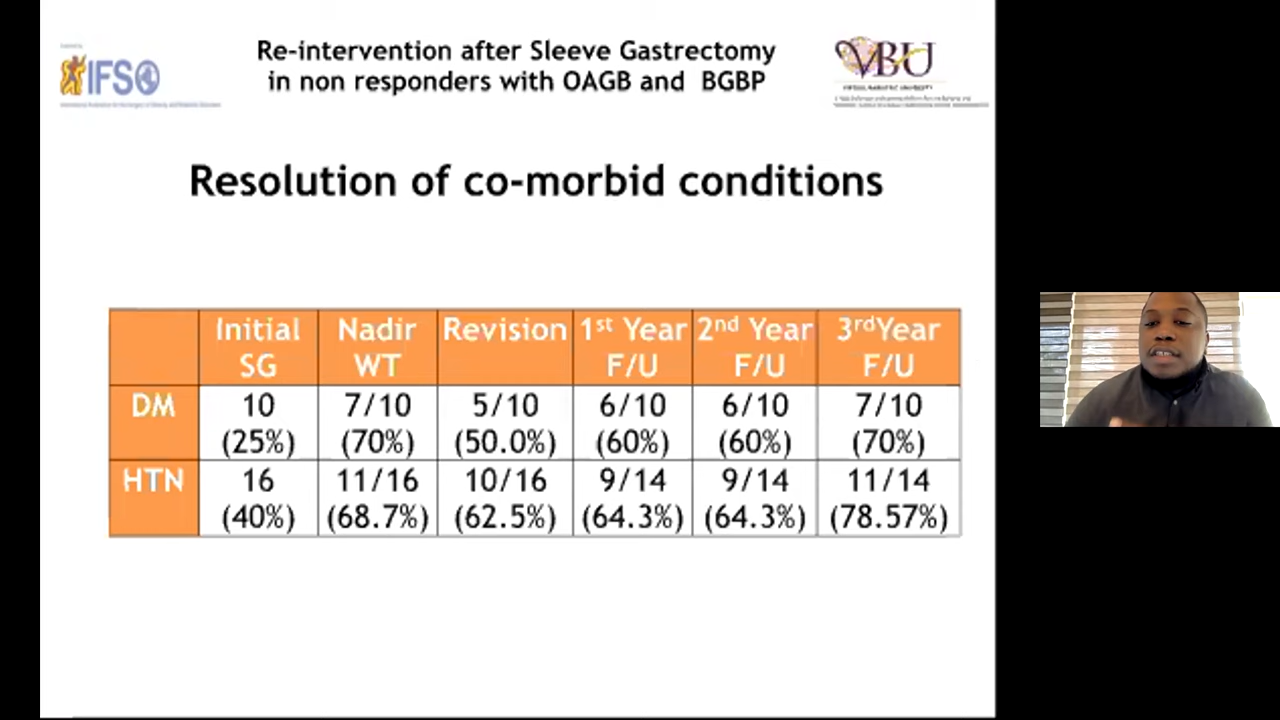 Re-intervention after Sleeve Gastrectomy
in non responders with OAGB and BGBP
IFSO
VBU
VIRTUAL BARIATRIC UNIVERSITY
Resolution of co-morbid conditions
Initial SG Nadir WT Revision 1st Year F/U 2nd Year F/U 3rdYear F/U
DM 10 (25%) 7/10 (70%) 5/10 (50.0%) 6/10 (60%) 6/10 (60%) 7/10 (70%)
HTN 16 (40%) 11/16 (68.7%) 10/16 (62.5%) 9/14 (64.3%) 9/14 (64.3%) 11/14 (78.57%)